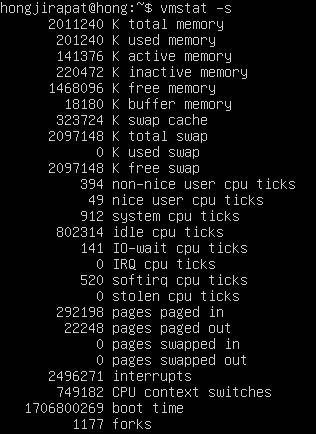 hongjirapat@hong:~$ vmstat -s
2011240 K total memory
201240 K used memory
141376 K active memory
220472 K inactive memory
1468096 K free memory
18180 K buffer memory
323724 K swap cache
2097148 K total swap
0 K used swap
2097148 K free swap
394 non-nice user cpu ticks
49 nice user cpu ticks
912 system cpu ticks
802314 idle cpu ticks
141 IO-wait cpu ticks
0 IRQ cpu ticks
520 softirq cpu ticks
0 stolen cpu ticks
292198 pages paged in
22248 pages paged out
0 pages swapped in
0 pages swapped out
2496271 interrupts
749182 CPU context switches
1706800269 boot time
1177 forks